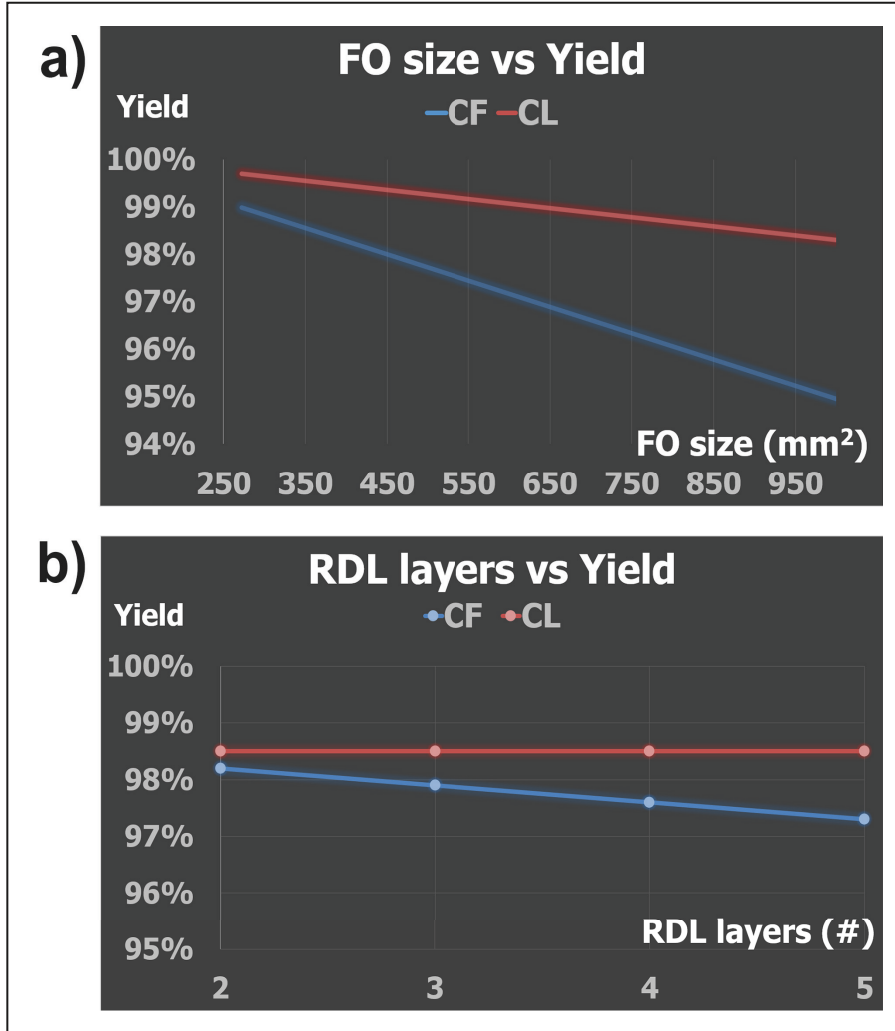 a)
FO size vs Yield
Yield
CF CL
100%
99%
98%
97%
96%
95%
94%
FO size (mm²)
250 350 450 550 650 750 850 950
b)
RDL layers vs Yield
Yield
CF CL
100%
99%
98%
97%
96%
95%
RDL layers (#)
2 3 4 5